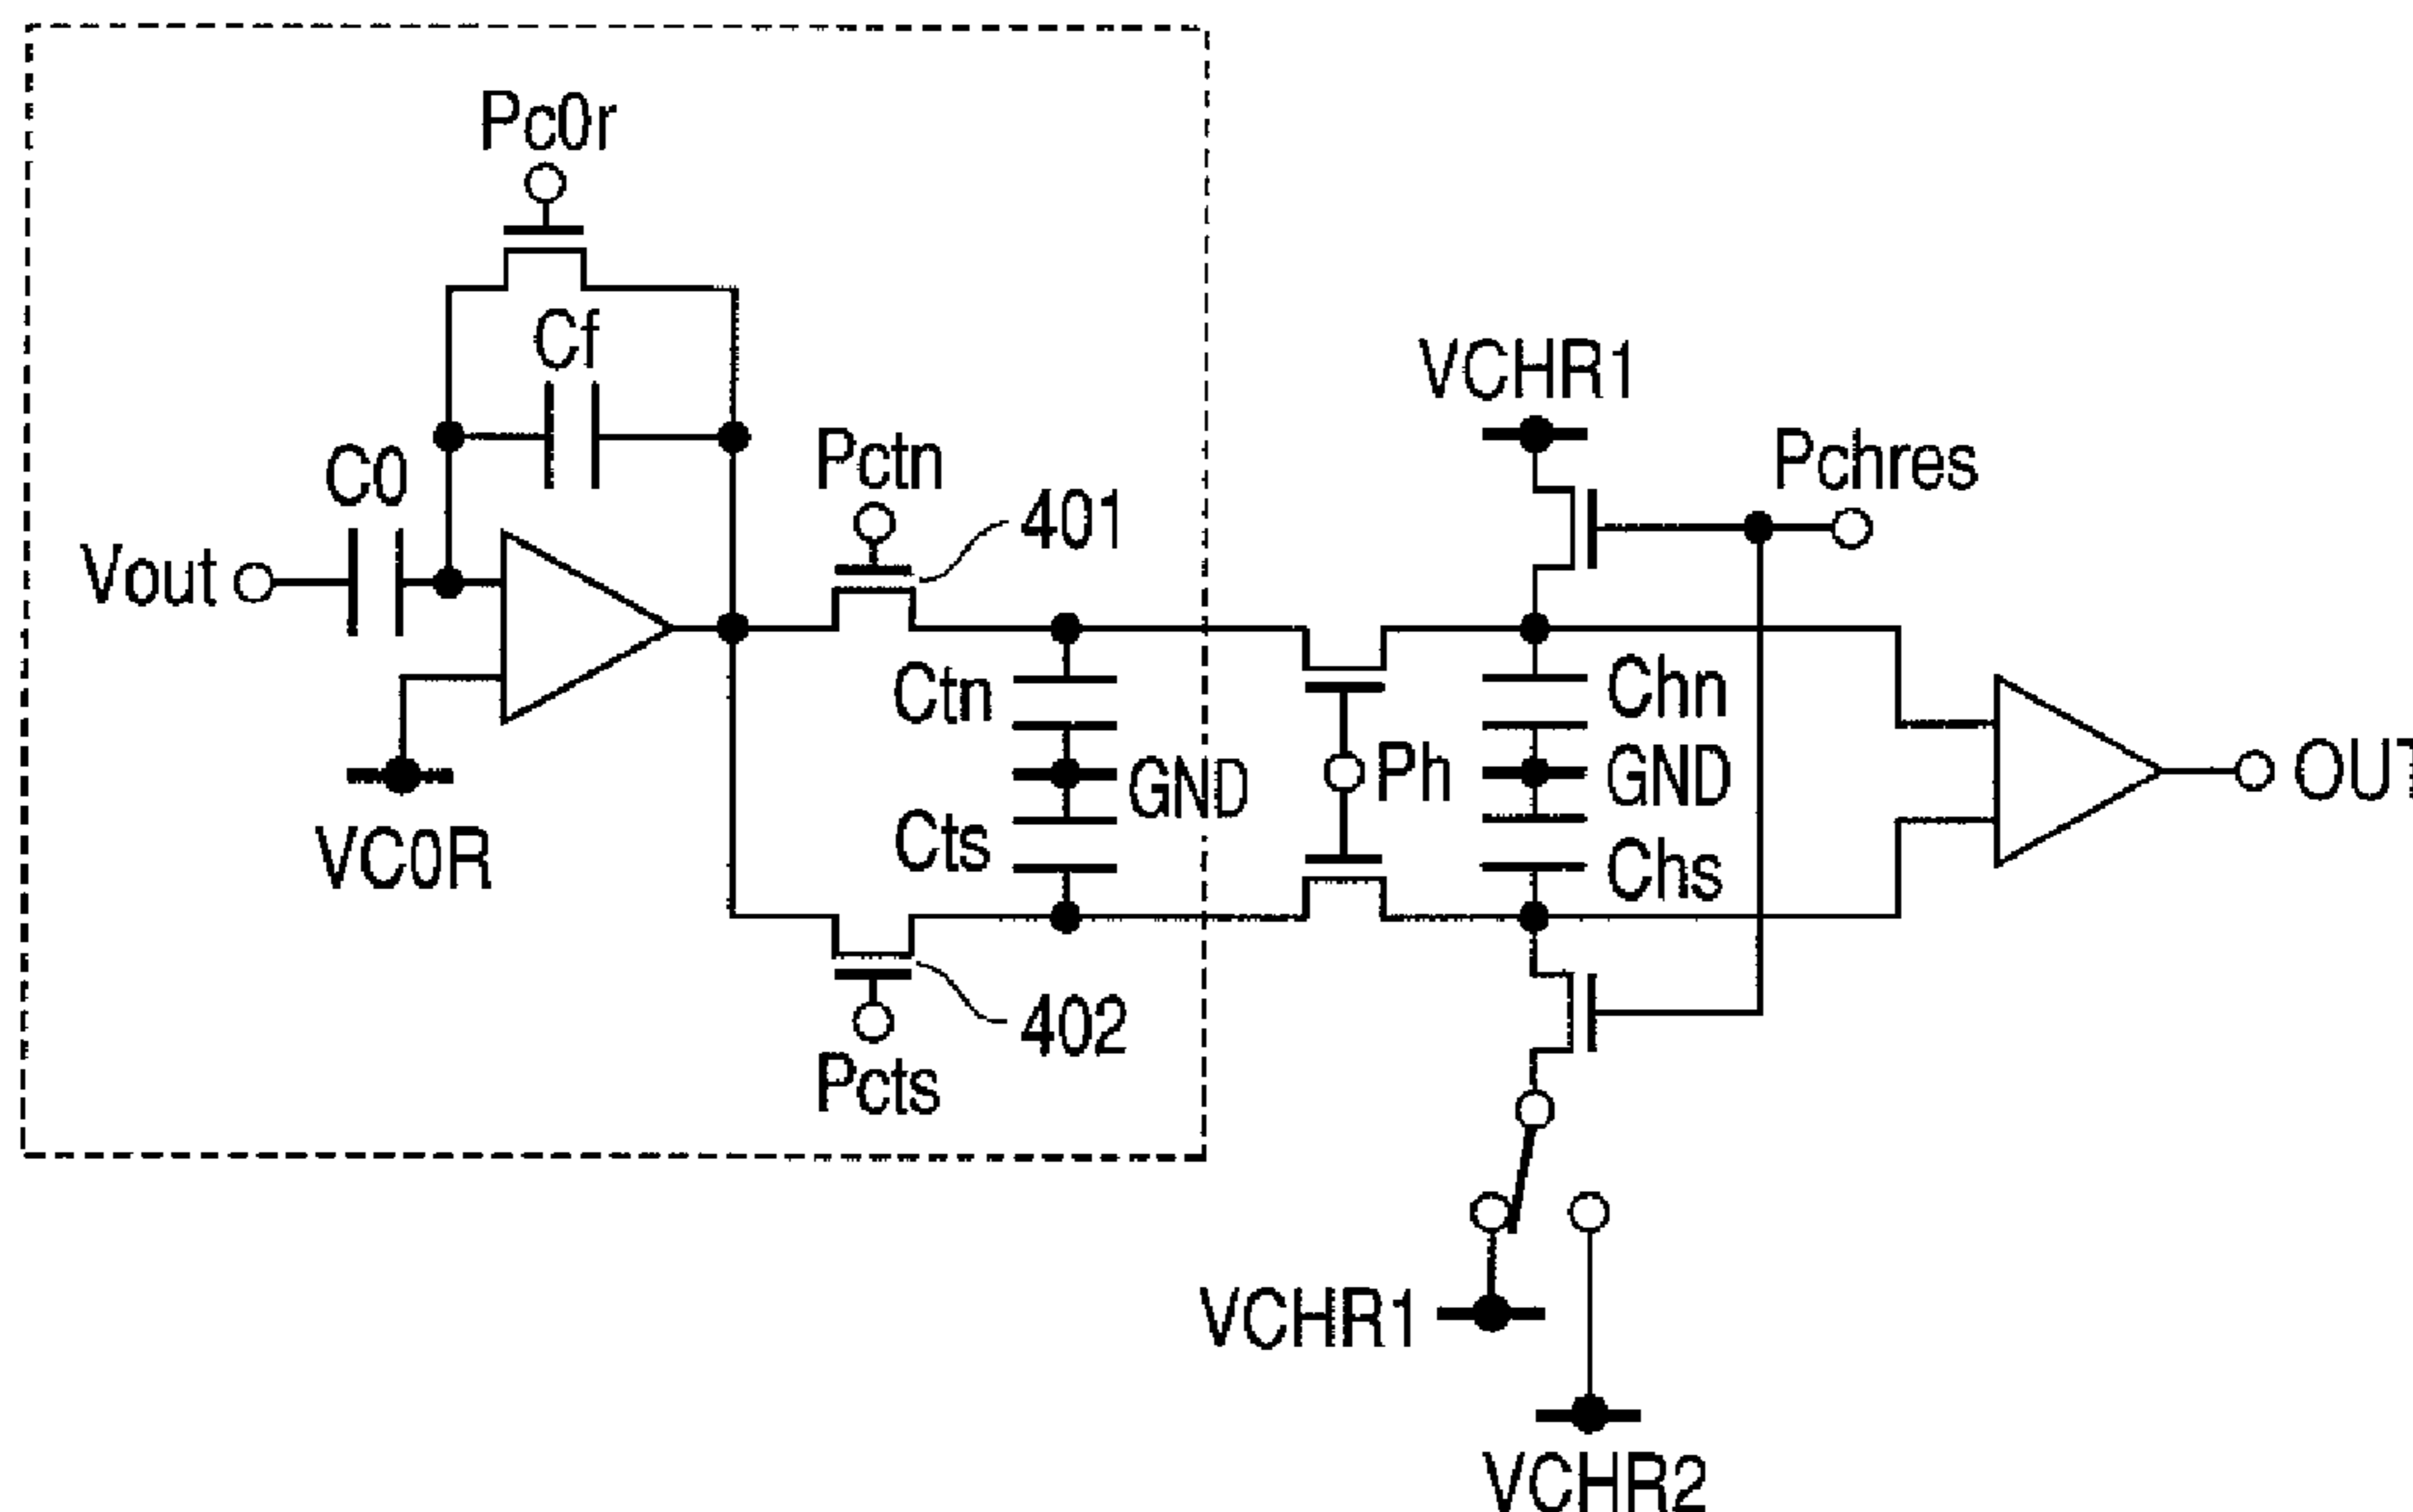 Pc0r
Cf
C0
Vout
VC0R
Pctn
401
Ctn
GND
Cts
402
Pcts
VCHR1
Pchres
Chn
Ph
GND
Chs
OUT
VCHR1
VCHR2